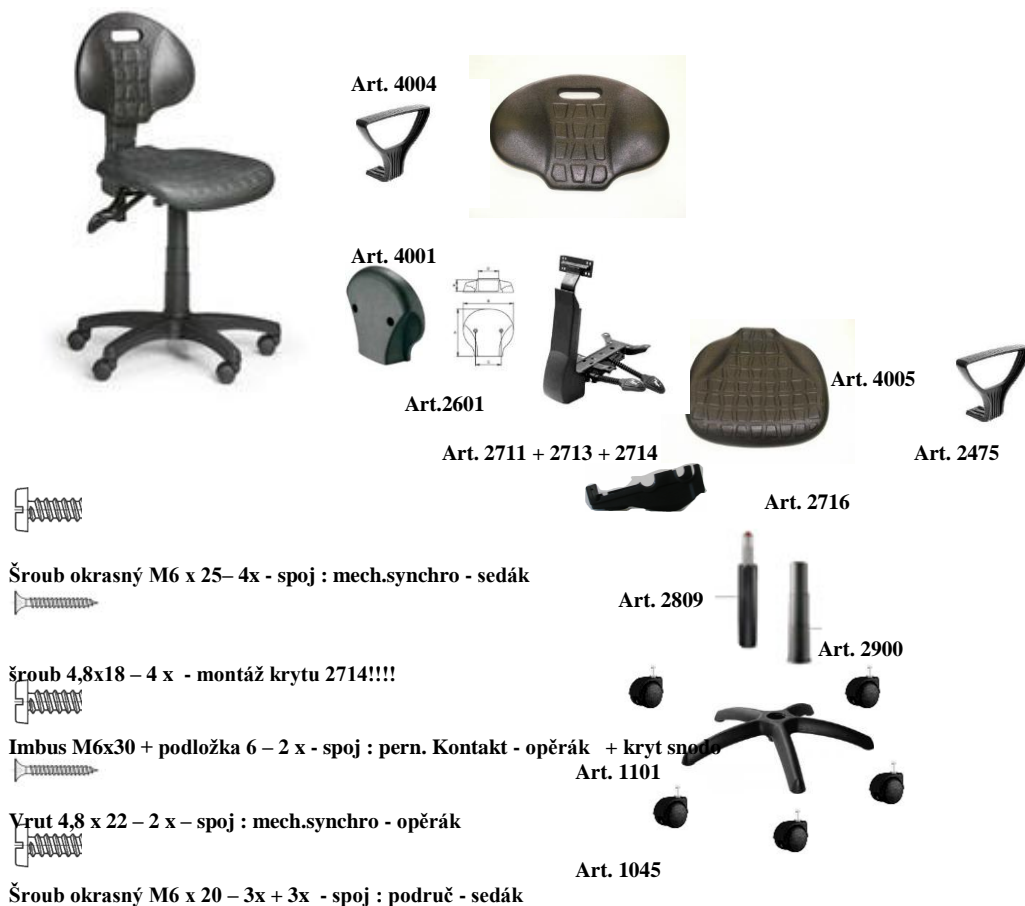 Art. 4004
Art. 4001
Art. 4005
Art.2601
Art. 2711 + 2713 + 2714
Art. 2475
Art. 2716
Šroub okrasný M6 x 25– 4x - spoj : mech.synchro - sedák
Art. 2809
Art. 2900
šroub 4,8x18 – 4 x - montáž krytu 2714!!!!
Imbus M6x30 + podložka 6 – 2 x - spoj : pern. Kontakt - opěrák + kryt snodo
Art. 1101
Vrut 4,8 x 22 – 2 x – spoj : mech.synchro - opěrák
Art. 1045
Šroub okrasný M6 x 20 – 3x + 3x - spoj : područ - sedák